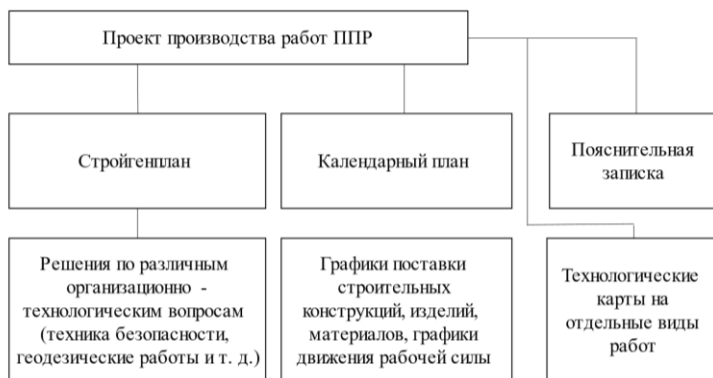 Проект производства работ ППР
Стройгенплан
Календарный план
Пояснительная
записка
Решения по различным
организационно -
технологическим вопросам
(техника безопасности,
геодезические работы и т. д.)
Графики поставки
строительных
конструкций, изделий,
материалов, графики
движения рабочей силы
Технологические
карты на
отдельные виды
работ